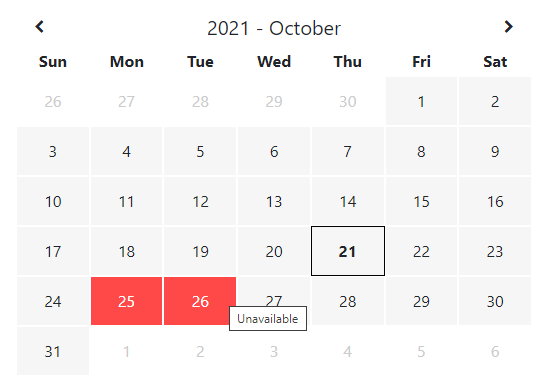 2021 - October
Sun Mon Tue Wed Thu Fri Sat
26 27 28 29 30 1 2
3 4 5 6 7 8 9
10 11 12 13 14 15 16
17 18 19 20 21 22 23
24 25 26 27 28 29 30
Unavailable
31 1 2 3 4 5 6